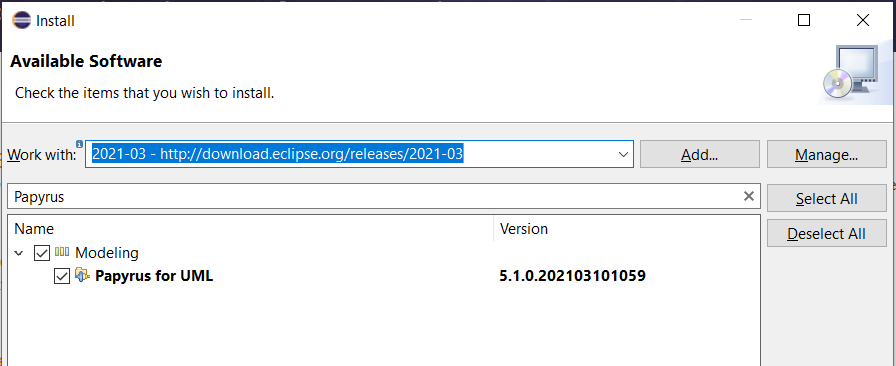 Install
Available Software
Check the items that you wish to install.
Work with: 2021-03 - http://download.eclipse.org/releases/2021-03 Add... Manage...
Papyrus Select All
Name Version Deselect All
Modeling
Papyrus for UML 5.1.0.202103101059